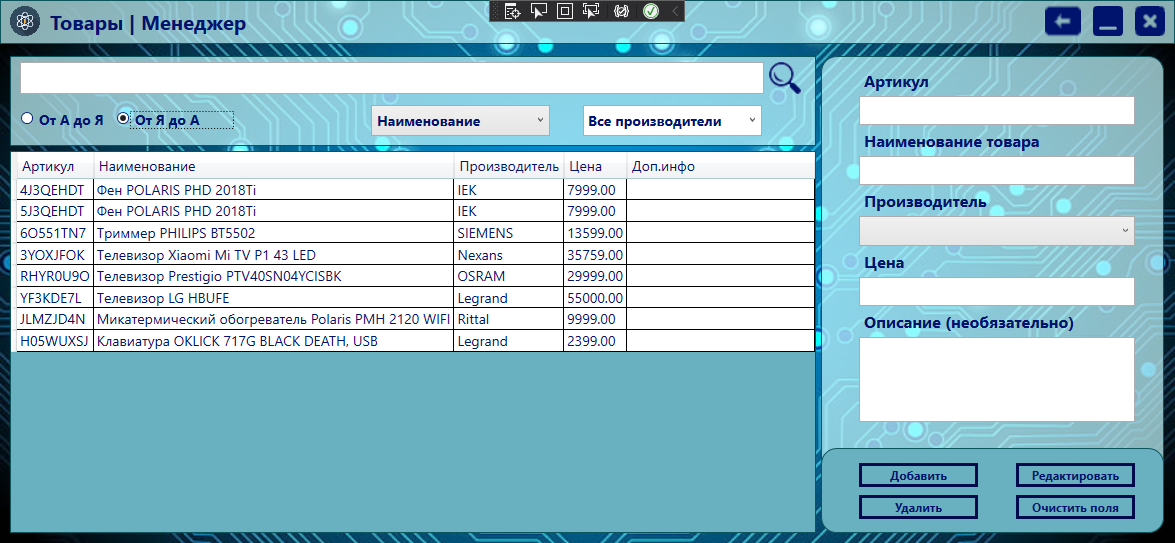 Товары | Менеджер
От А до Я От Я до А Наименование Все производители
Артикул Наименование Производитель Цена Доп.инфо
4J3QEHDT Фен POLARIS PHD 2018Ti IEK 7999.00
5J3QEHDT Фен POLARIS PHD 2018Ti IEK 7999.00
6O551TN7 Триммер PHILIPS BT5502 SIEMENS 13599.00
3YOXJFOK Телевизор Xiaomi Mi TV P1 43 LED Nexans 35759.00
RHYR0U9O Телевизор Prestigio PTV40SN04YCISBK OSRAM 29999.00
YF3KDE7L Телевизор LG HBUFE Legrand 55000.00
JLMZJD4N Микатермический обогреватель Polaris PMH 2120 WIFI Rittal 9999.00
H05WUXSJ Клавиатура OKLICK 717G BLACK DEATH, USB Legrand 2399.00
Артикул
Наименование товара
Производитель
Цена
Описание (необязательно)
Добавить Редактировать
Удалить Очистить поля